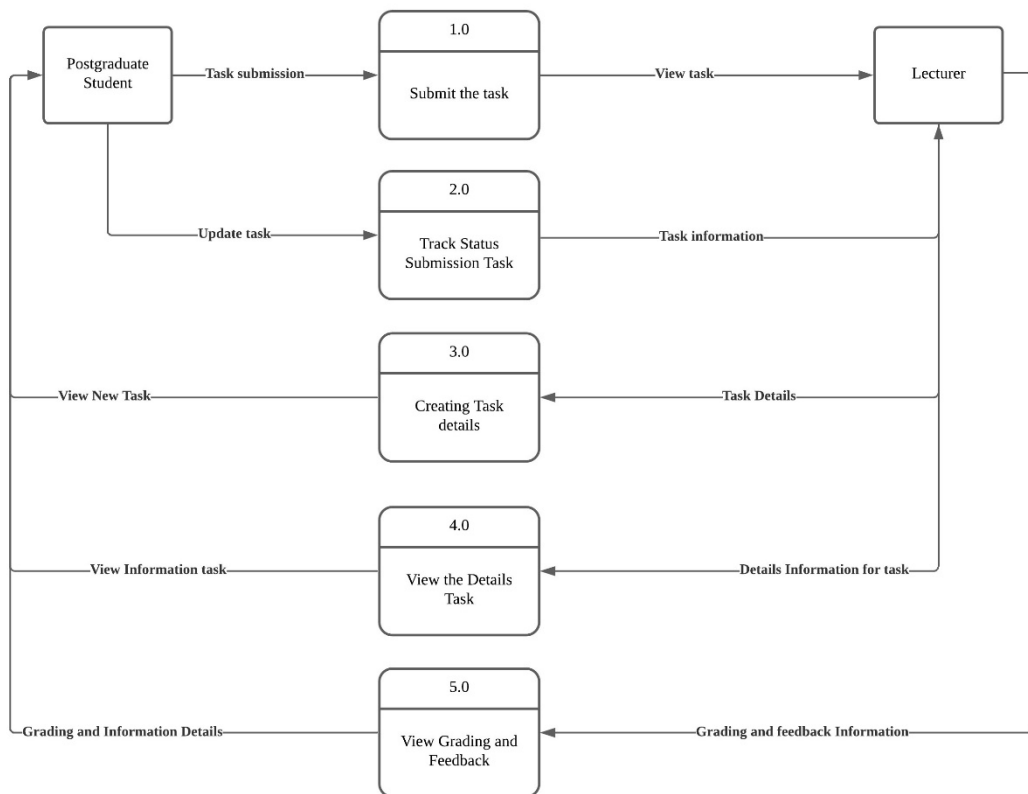 1.0
Postgraduate
Student
Task submission
Submit the task
View task
Lecturer
2.0
Update task
Track Status
Submission Task
Task information
3.0
View New Task
Creating Task
details
Task Details
4.0
View Information task
View the Details
Task
Details Information for task
5.0
Grading and Information Details
View Grading and
Feedback
Grading and feedback Information